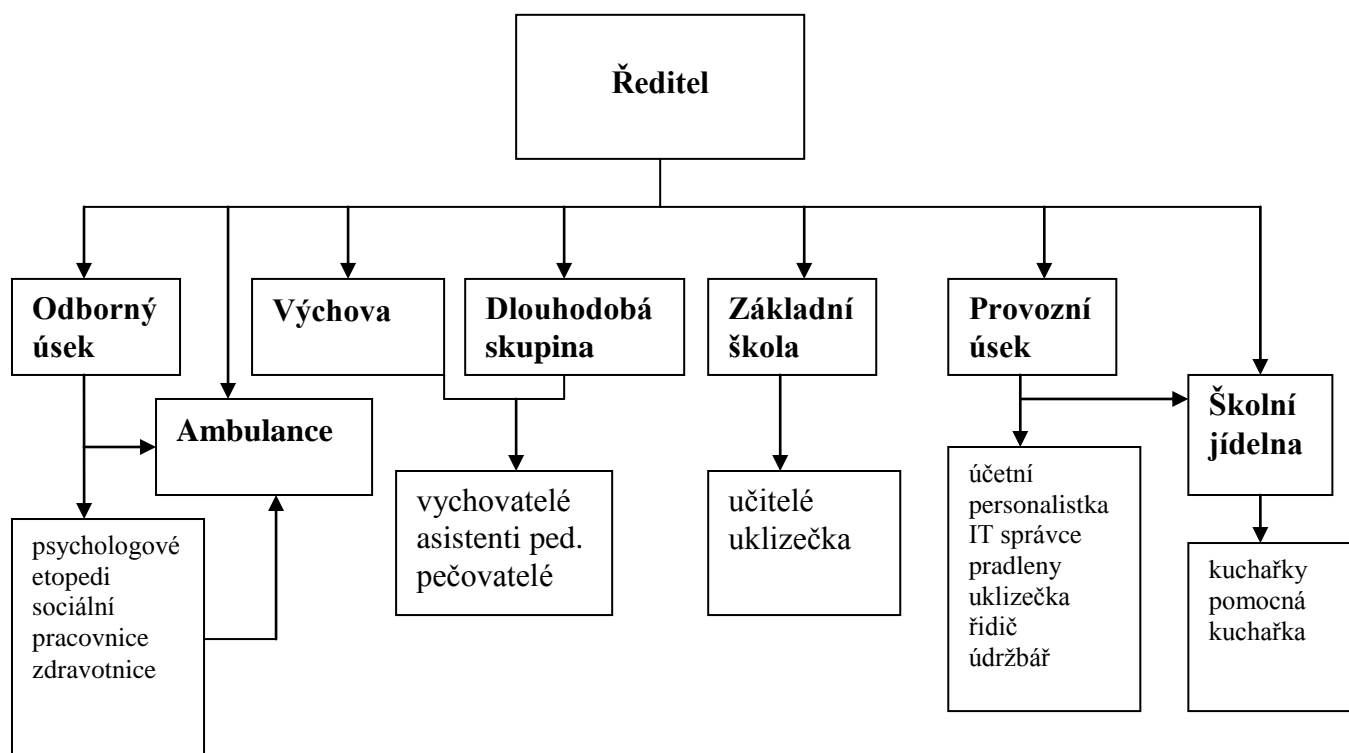 Ředitel
Odborný
úsek
Výchova
Dlouhodobá
skupina
Základní
škola
Provozní
úsek
Ambulance
Školní
jídelna
psychologové
etopedi
sociální
pracovnice
zdravotnice
vychovatelé
asistenti ped.
pečovatelé
učitelé
uklizečka
účetní
personalistka
IT správce
pradleny
uklizečka
řidič
údržbář
kuchařky
pomocná
kuchařka